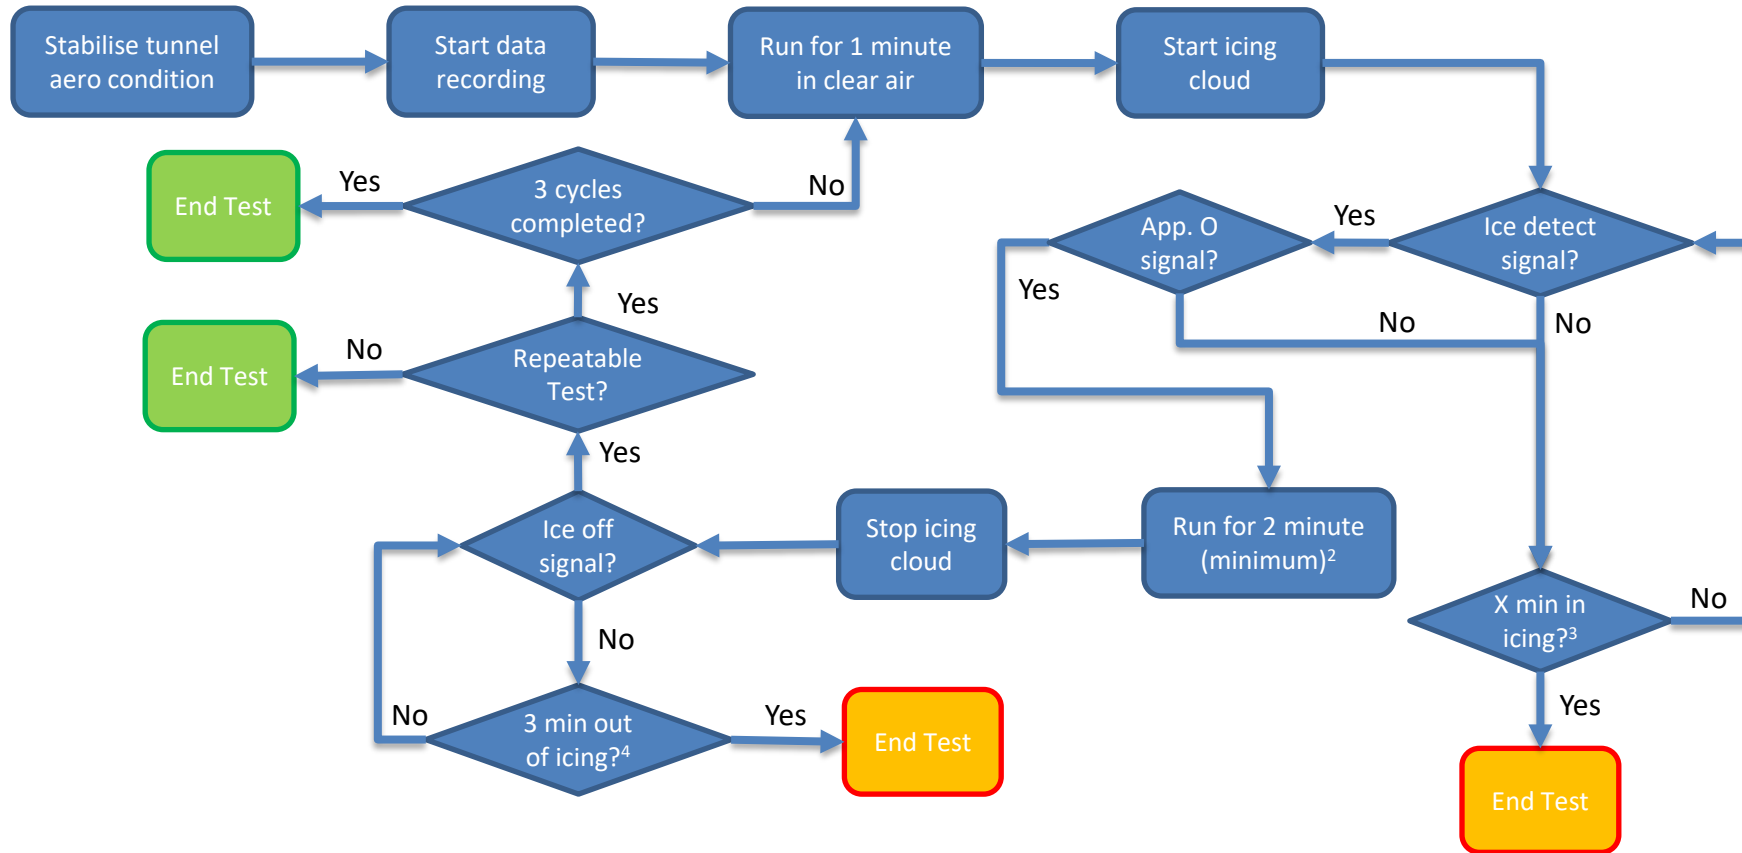 Stabilise tunnel
aero condition
Start data
recording
Run for 1 minute
in clear air
Start icing
cloud
End Test
Yes
3 cycles
completed?
No
App. O
signal?
Yes
Ice detect
signal?
Yes
Yes
No
No
End Test
No
Repeatable
Test?
Yes
Ice off
signal?
Stop icing
cloud
Run for 2 minute
(minimum)²
X min in
icing?³
No
No
No
3 min out
of icing?⁴
Yes
End Test
Yes
End Test